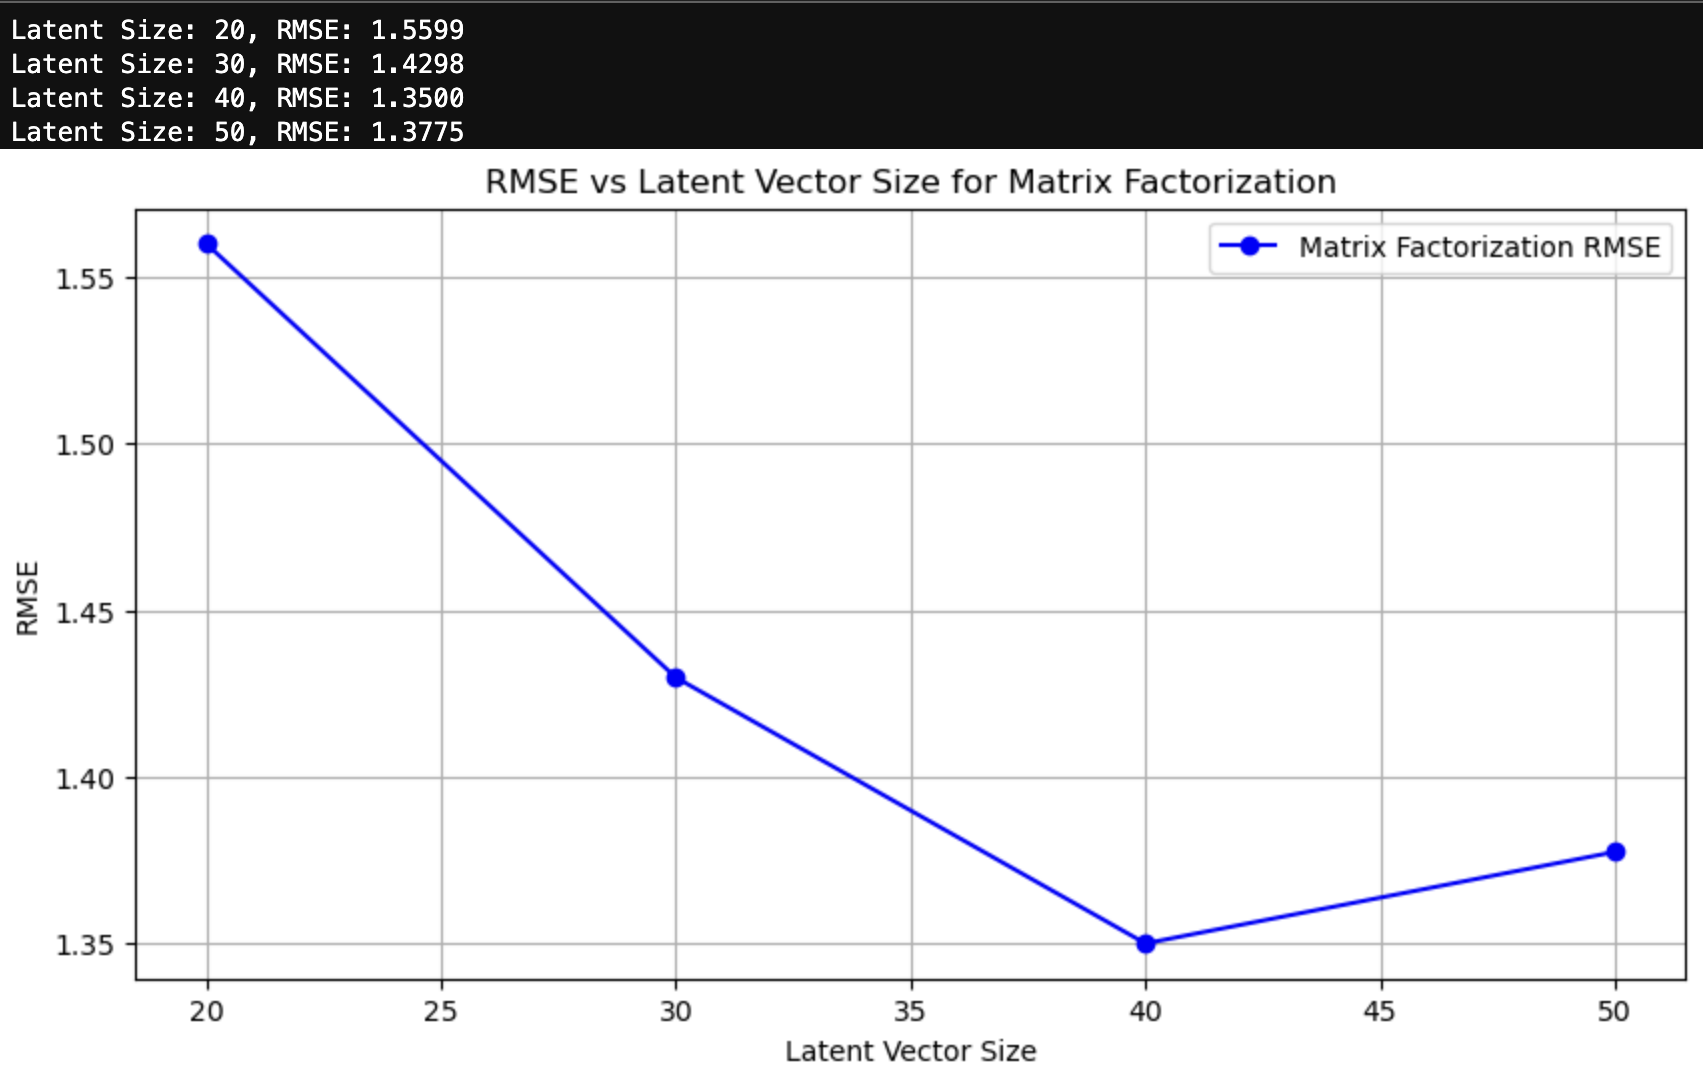 Latent Size: 20, RMSE: 1.5599
Latent Size: 30, RMSE: 1.4298
Latent Size: 40, RMSE: 1.3500
Latent Size: 50, RMSE: 1.3775
RMSE vs Latent Vector Size for Matrix Factorization
Matrix Factorization RMSE
1.55
1.50
1.45
1.40
1.35
RMSE
20 25 30 35 40 45 50
Latent Vector Size